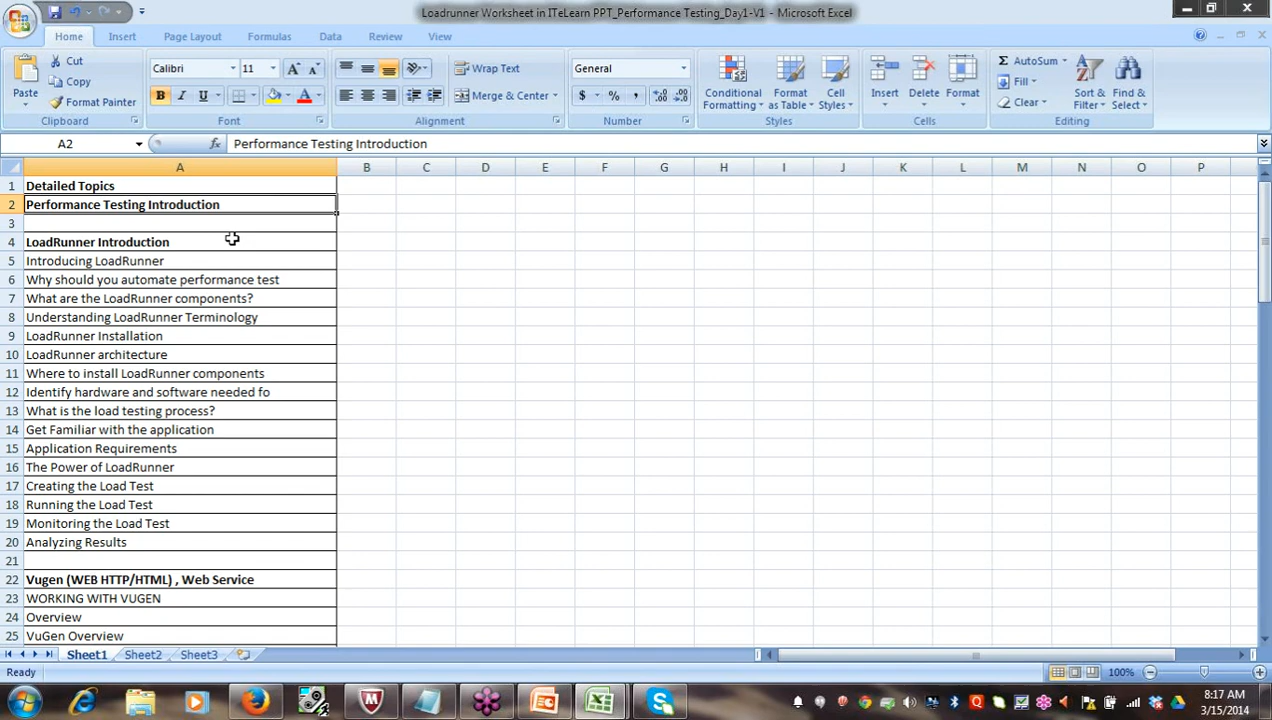 Loadrunner Worksheet in ITeLearn PPT_Performance Testing_Day1-V1 - Microsoft Excel
Home Insert Page Layout Formulas Data Review View
Paste
Cut
Copy
Format Painter
Clipboard
Calibri 11
B I U
Font
Wrap Text
Merge & Center
Alignment
General
$ % ,
Number
Conditional Formatting
Format as Table
Cell Styles
Styles
Insert Delete Format
Cells
AutoSum
Fill
Clear
Sort & Filter
Find & Select
Editing
A2 fx Performance Testing Introduction
A B C D E F G H I J K L M N O P
1 Detailed Topics
2 Performance Testing Introduction
3
4 LoadRunner Introduction
5 Introducing LoadRunner
6 Why should you automate performance test
7 What are the LoadRunner components?
8 Understanding LoadRunner Terminology
9 LoadRunner Installation
10 LoadRunner architecture
11 Where to install LoadRunner components
12 Identify hardware and software needed fo
13 What is the load testing process?
14 Get Familiar with the application
15 Application Requirements
16 The Power of LoadRunner
17 Creating the Load Test
18 Running the Load Test
19 Monitoring the Load Test
20 Analyzing Results
21
22 Vugen (WEB HTTP/HTML) , Web Service
23 WORKING WITH VUGEN
24 Overview
25 VuGen Overview
Sheet1 Sheet2 Sheet3
Ready
100%
8:17 AM
3/15/2014